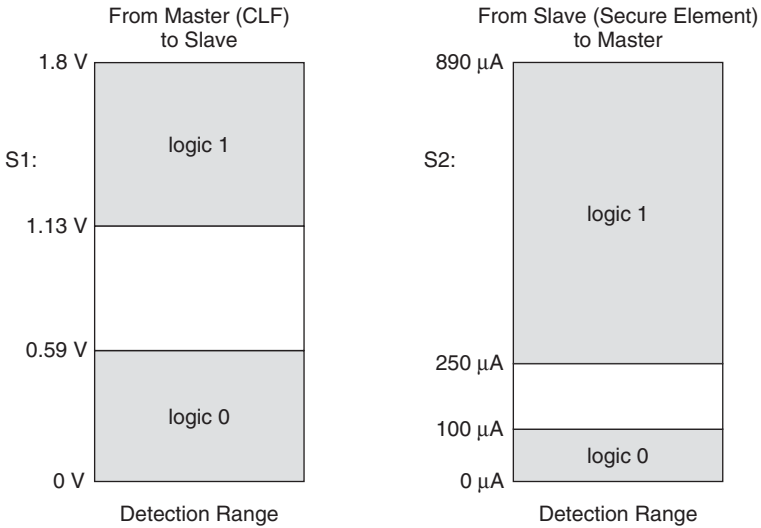 From Master (CLF)
to Slave
1.8 V
S1:
logic 1
1.13 V
0.59 V
logic 0
0 V
Detection Range
From Slave (Secure Element)
to Master
890 μA
S2:
logic 1
250 μA
100 μA
logic 0
0 μA
Detection Range